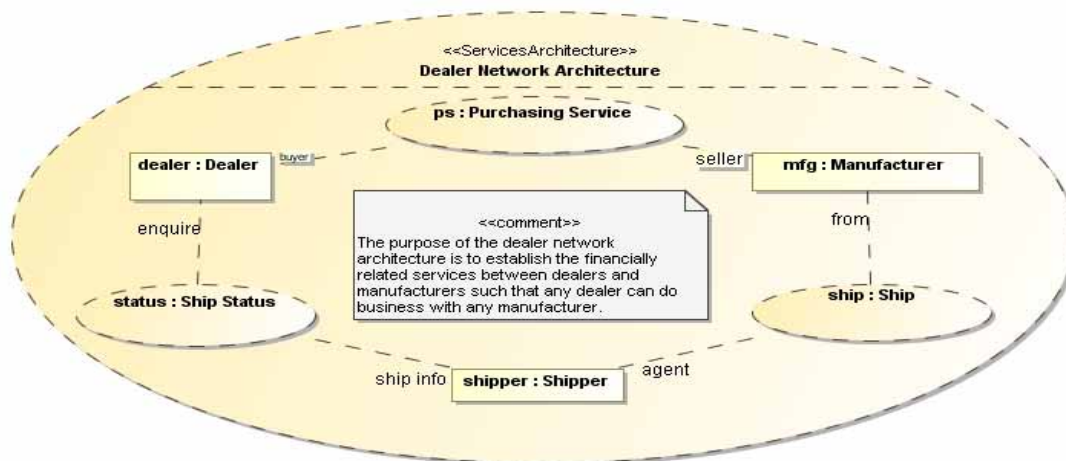 <<ServicesArchitecture>>
Dealer Network Architecture
ps : Purchasing Service
dealer : Dealer
buyer
seller
mfg : Manufacturer
enquire
from
<<comment>>
The purpose of the dealer network
architecture is to establish the financially
related services between dealers and
manufacturers such that any dealer can do
business with any manufacturer.
status : Ship Status
ship : Ship
ship info
shipper : Shipper
agent